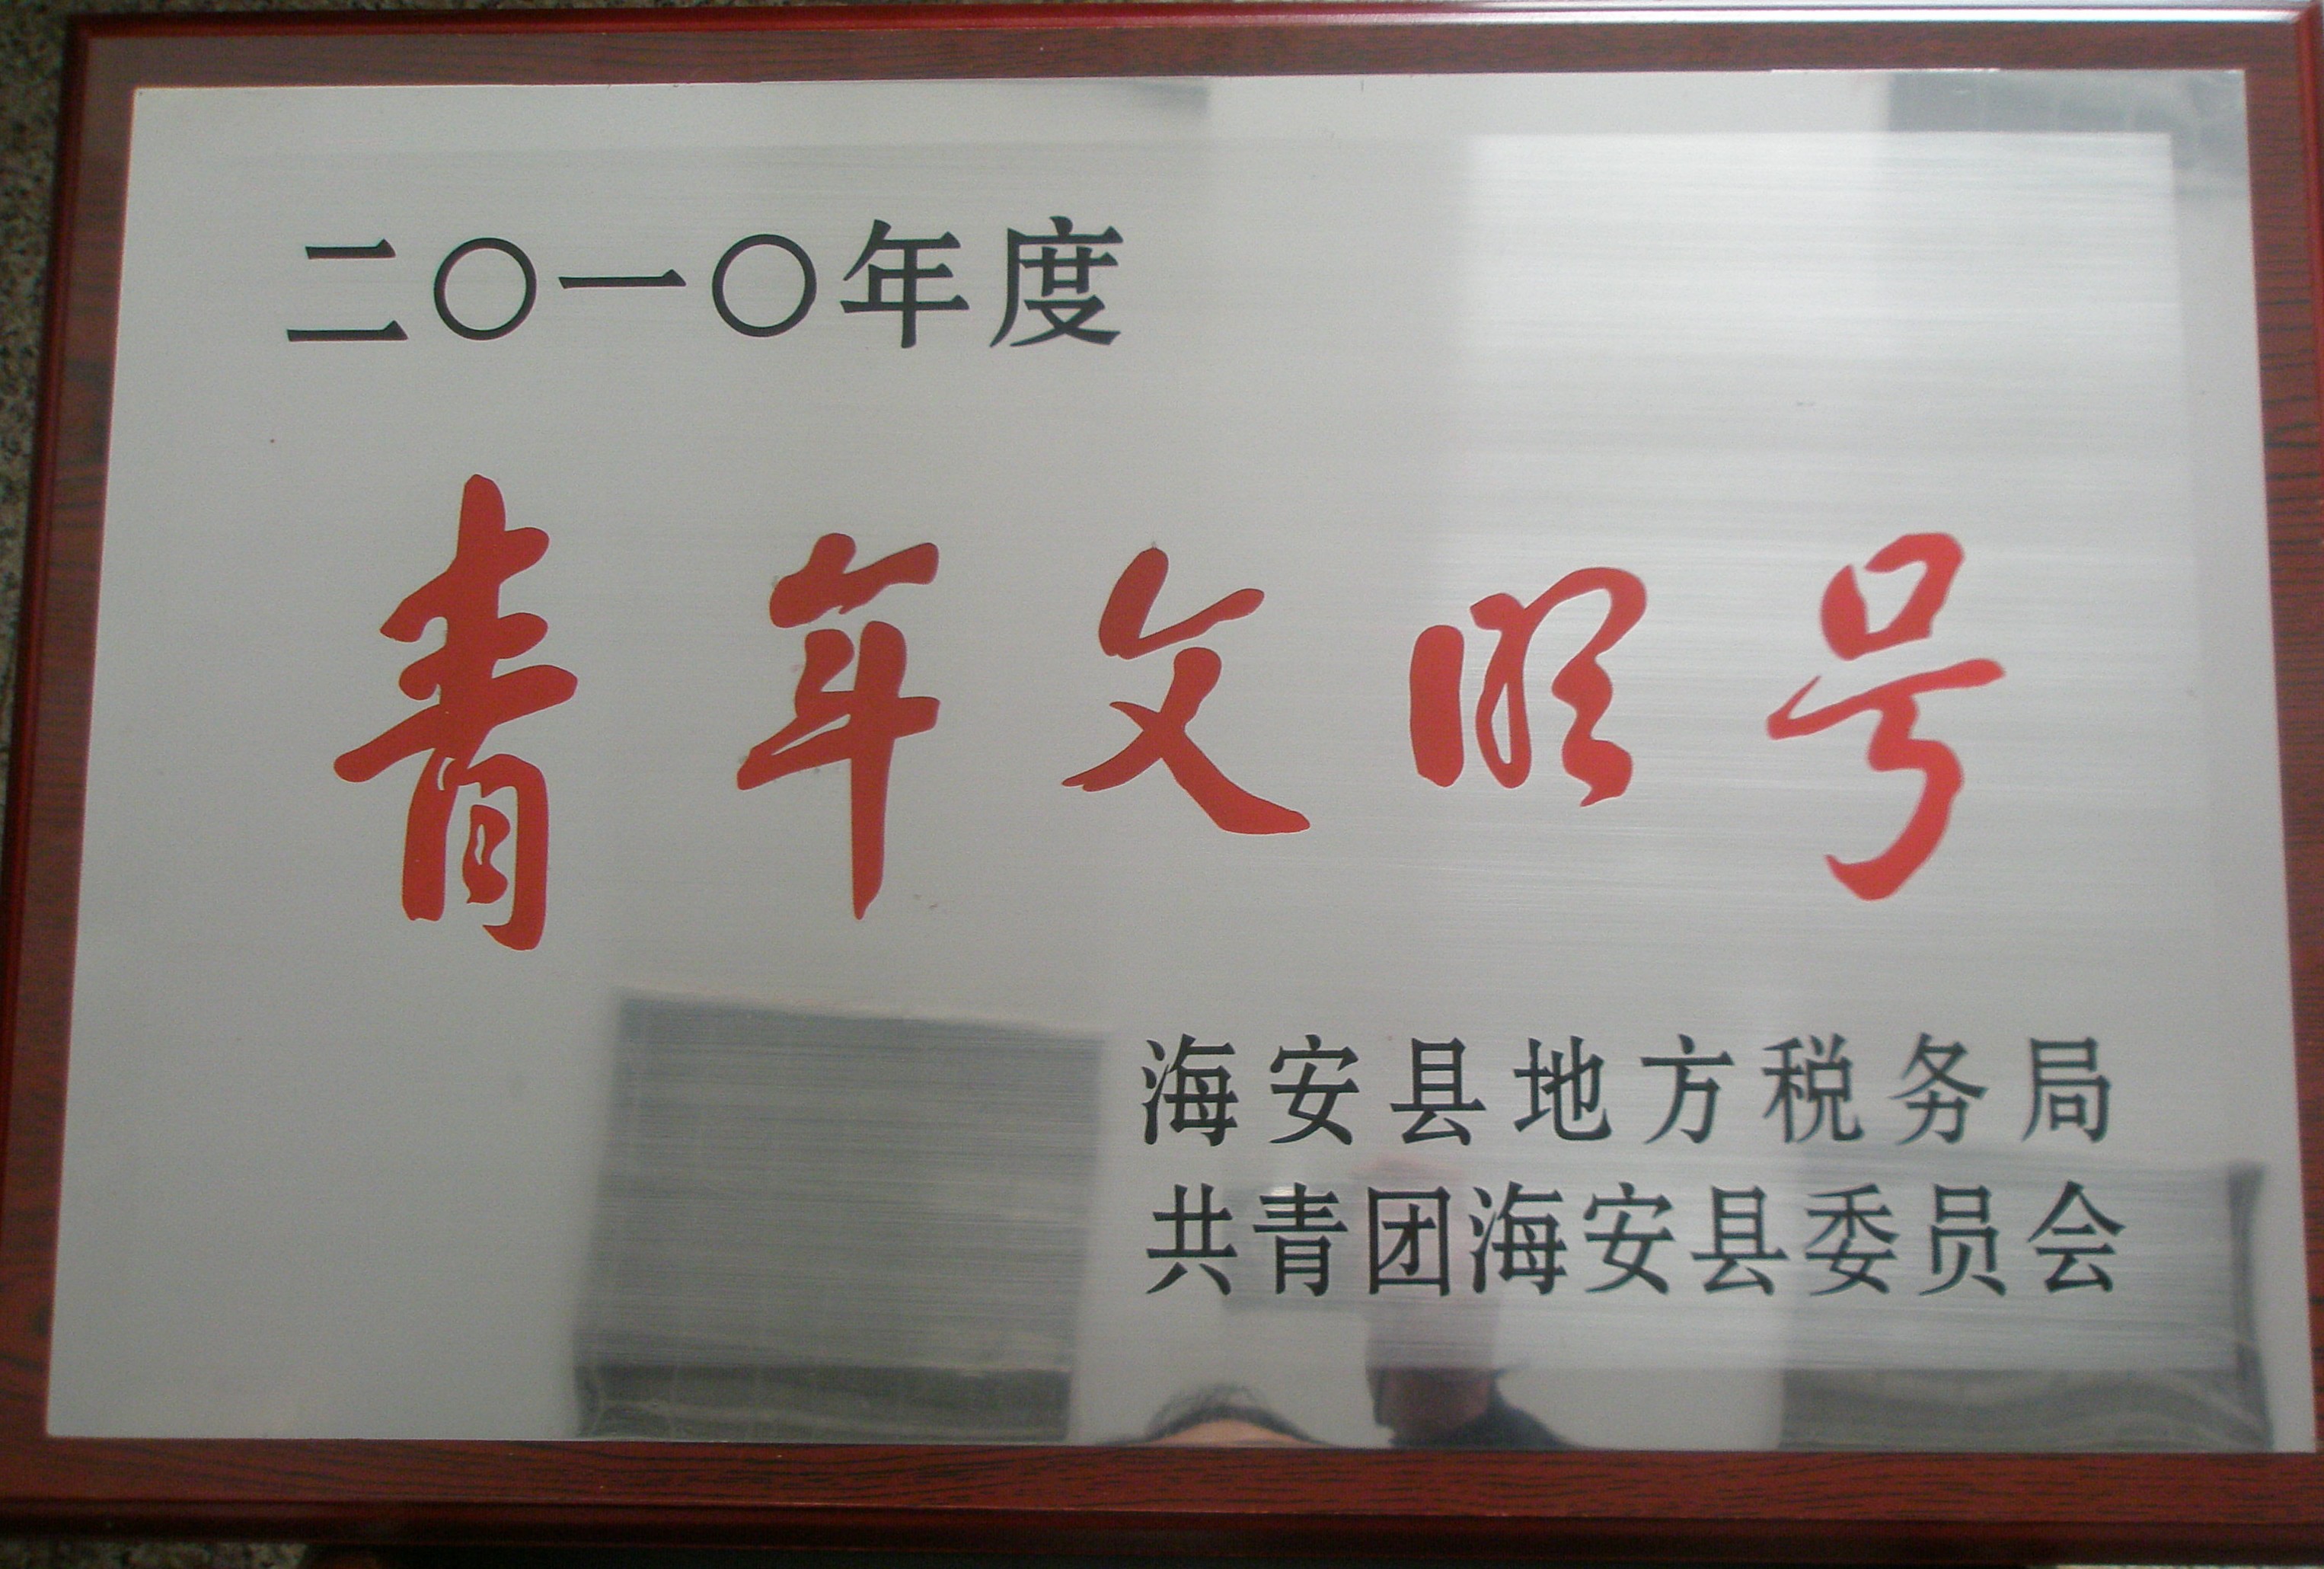 二〇一〇年度
青年文明号
海安县地方税务局
共青团海安县委员会